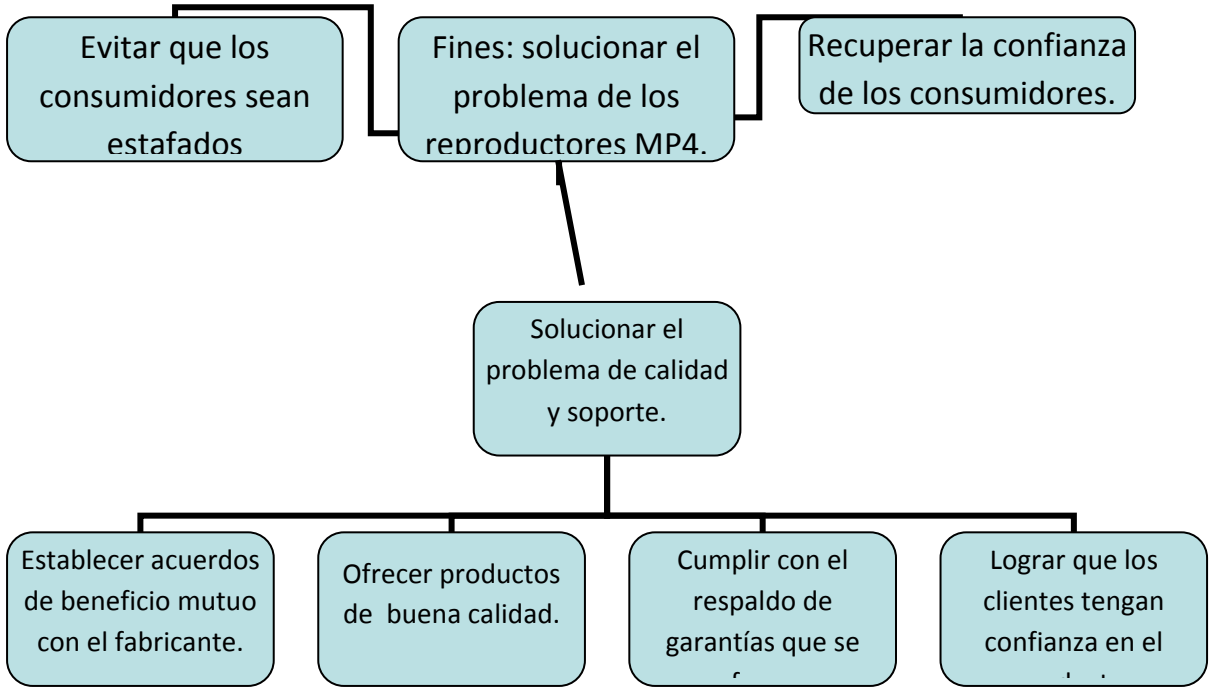 Evitar que los
consumidores sean
estafados
Fines: solucionar el
problema de los
reproductores MP4.
Recuperar la confianza
de los consumidores.
Solucionar el
problema de calidad
y soporte.
Establecer acuerdos
de beneficio mutuo
con el fabricante.
Ofrecer productos
de buena calidad.
Cumplir con el
respaldo de
garantías que se
Lograr que los
clientes tengan
confianza en el